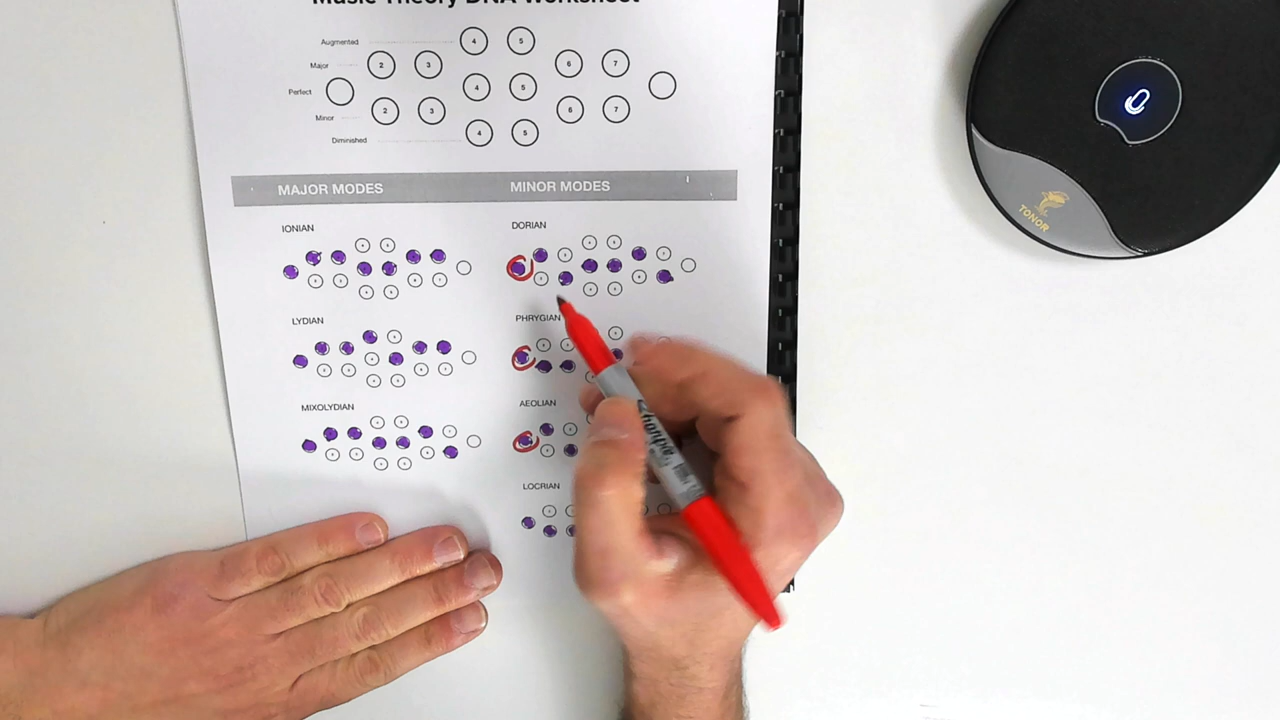 Music Theory DNA Worksheet
Augmented 4 5
Major 2 3 6 7
Perfect 4 5
Minor 2 3 6 7
Diminished 4 5
MAJOR MODES MINOR MODES
IONIAN DORIAN
LYDIAN PHRYGIAN
MIXOLYDIAN AEOLIAN
LOCRIAN
Sharpie
TONOR